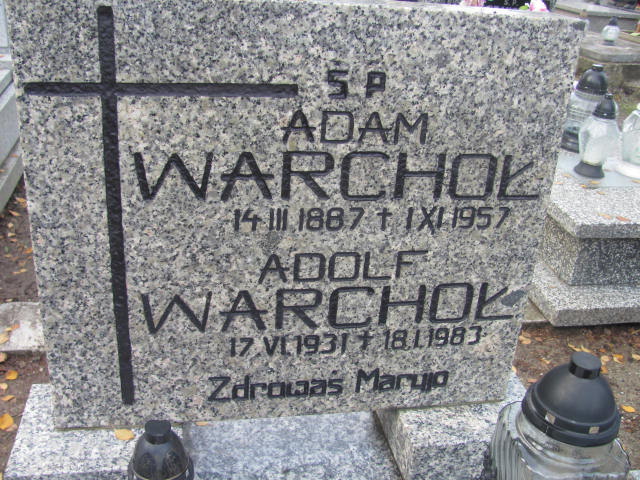 Ś P
ADAM
WARCHOŁ
14 III 1887 † 1 XI.1957
ADOLF
WARCHOŁ
17.VI.1931 † 18.I.1983
Zdrowaś Maryjo